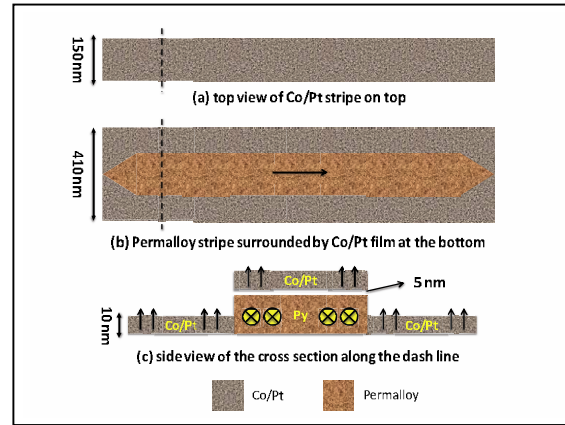 150nm
(a) top view of Co/Pt stripe on top
410nm
(b) Permalloy stripe surrounded by Co/Pt film at the bottom
Co/Pt
5 nm
10 nm
Co/Pt
Py
Co/Pt
(c) side view of the cross section along the dash line
Co/Pt
Permalloy